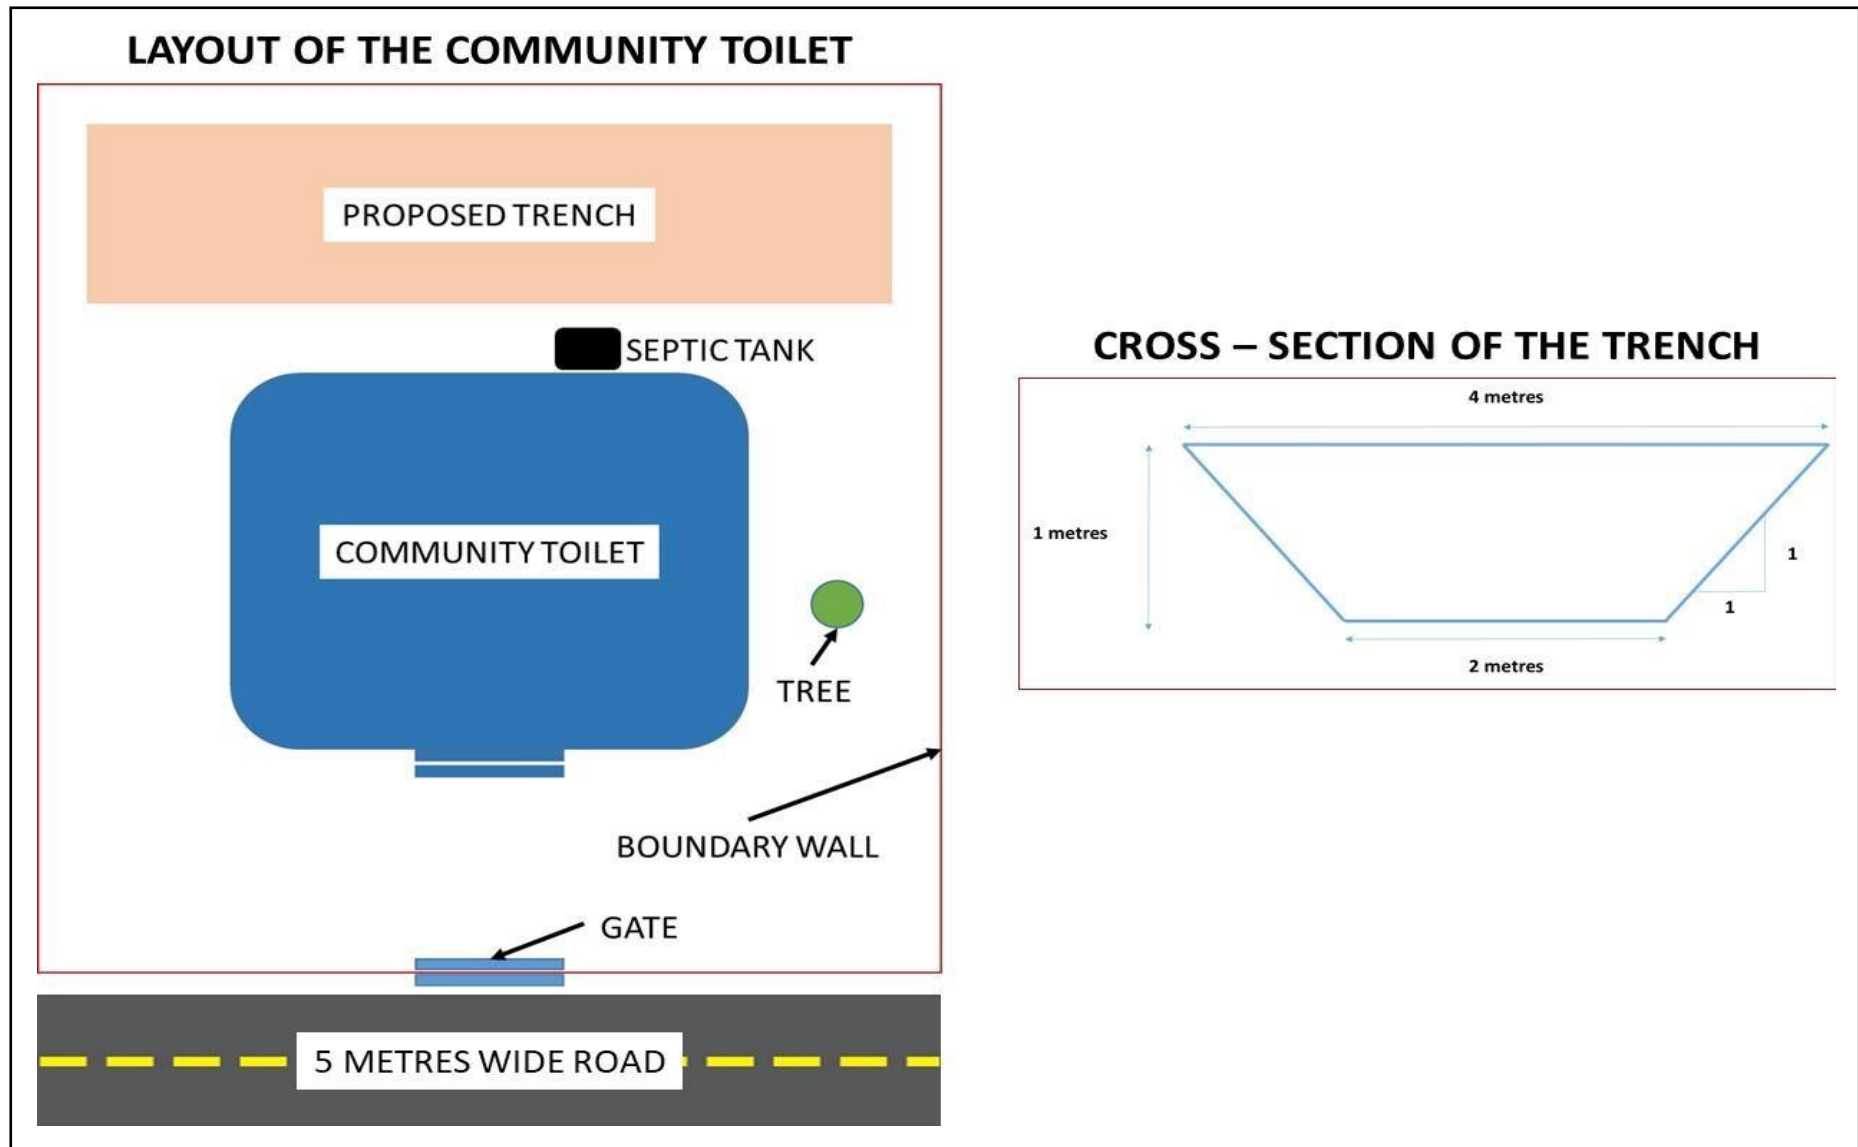 LAYOUT OF THE COMMUNITY TOILET
PROPOSED TRENCH
SEPTIC TANK
COMMUNITY TOILET
TREE
BOUNDARY WALL
GATE
5 METRES WIDE ROAD
CROSS – SECTION OF THE TRENCH
4 metres
1 metres
1
1
2 metres